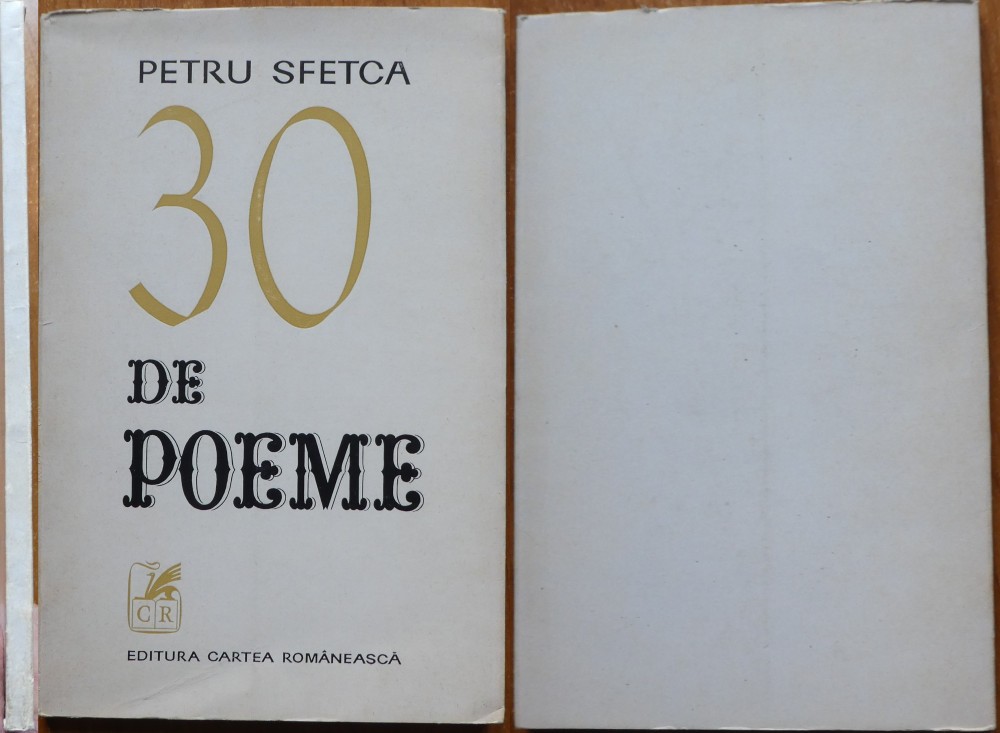 PETRU SFETCA
30
DE
POEME
CR
EDITURA CARTEA ROMÂNEASCĂ